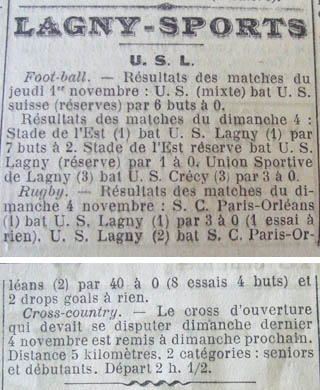 LAGNY-SPORTS
U. S. L.
Foot-ball. — Résultats des matches du
jeudi 1er novembre : U. S. (mixte) bat U. S.
suisse (réserves) par 6 buts à 0.
Résultats des matches du dimanche 4 :
Stade de l'Est (1) bat U. S. Lagny (1) par
7 buts à 2. Stade de l'Est réserve bat U. S.
Lagny (réserve) par 1 à 0. Union Sportive
de Lagny (3) bat U. S. Crécy (3) par 3 à 0.
Rugby. — Résultats des matches du di-
manche 4 novembre : S. C. Paris-Orléans
(1) bat U. S. Lagny (1) par 3 à 0 (1 essai à
rien). U. S. Lagny (2) bat S. C. Paris-Or-
léans (2) par 40 à 0 (8 essais 4 buts) et
2 drops goals à rien.
Cross-country. — Le cross d'ouverture
qui devait se disputer dimanche dernier
4 novembre est remis à dimanche prochain.
Distance 5 kilomètres, 2 catégories : seniors
et débutants. Départ 2 h. 1/2.